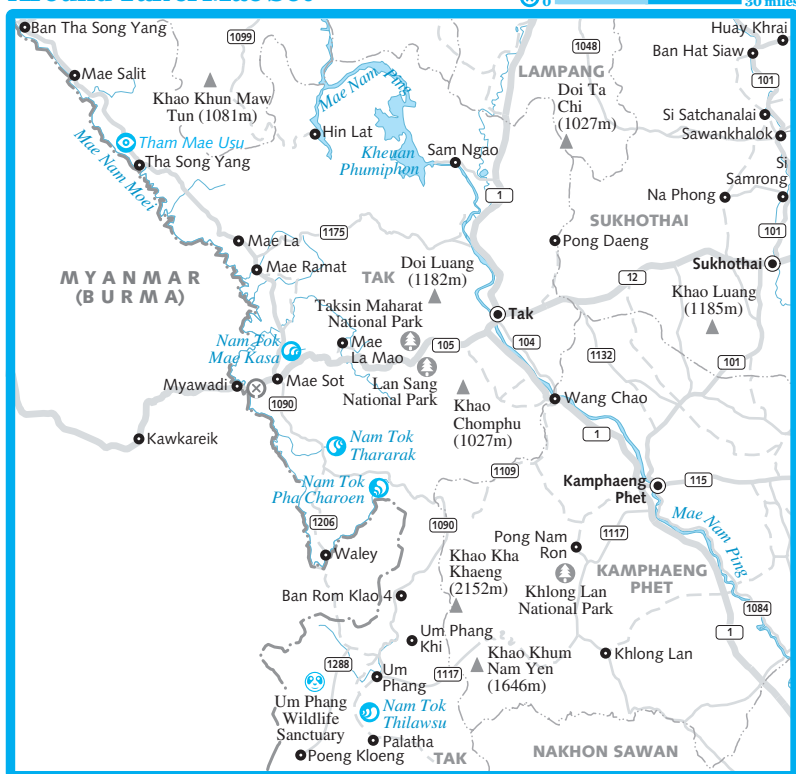 0
30 miles
Ban Tha Song Yang
1099
1048
Huay Khrai
Ban Hat Siaw
Mae Salit
Khao Khun Maw
Tun (1081m)
Mae Nam Ping
LAMPANG
Doi Ta
Chi
(1027m)
101
Hin Lat
Si Satchanalai
Sawankhalok
Tham Mae Usu
Mae Nam Moei
Tha Song Yang
Kheuan
Phumiphon
Sam Ngao
Si
Samrong
1
Na Phong
SUKHOTHAI
101
Mae La
1175
Pong Daeng
MYANMAR
(BURMA)
Mae Ramat
TAK
Doi Luang
(1182m)
12
Sukhothai
Khao Luang
(1185m)
Taksin Maharat
National Park
Tak
Nam Tok
Mae Kasa
Mae
La Mao
105
104
1132
101
Lan Sang
National Park
Myawadi
Mae Sot
1090
Khao
Chomphu
(1027m)
Wang Chao
Kawkareik
Nam Tok
Thararak
1
1109
Nam Tok
Pha Charoen
Kamphaeng
Phet
115
Mae Nam Ping
1206
1090
1117
Waley
Khao Kha
Khaeng
(2152m)
Pong Nam
Ron
KAMPHAENG
PHET
Khlong Lan
National Park
Ban Rom Klao 4
1084
1
Um Phang
Khi
Khao Khum
Nam Yen
(1646m)
Khlong Lan
1288
Um
Phang
1117
Um Phang
Wildlife
Sanctuary
Nam Tok
Thilawsu
Palatha
Poeng Kloeng
TAK
NAKHON SAWAN